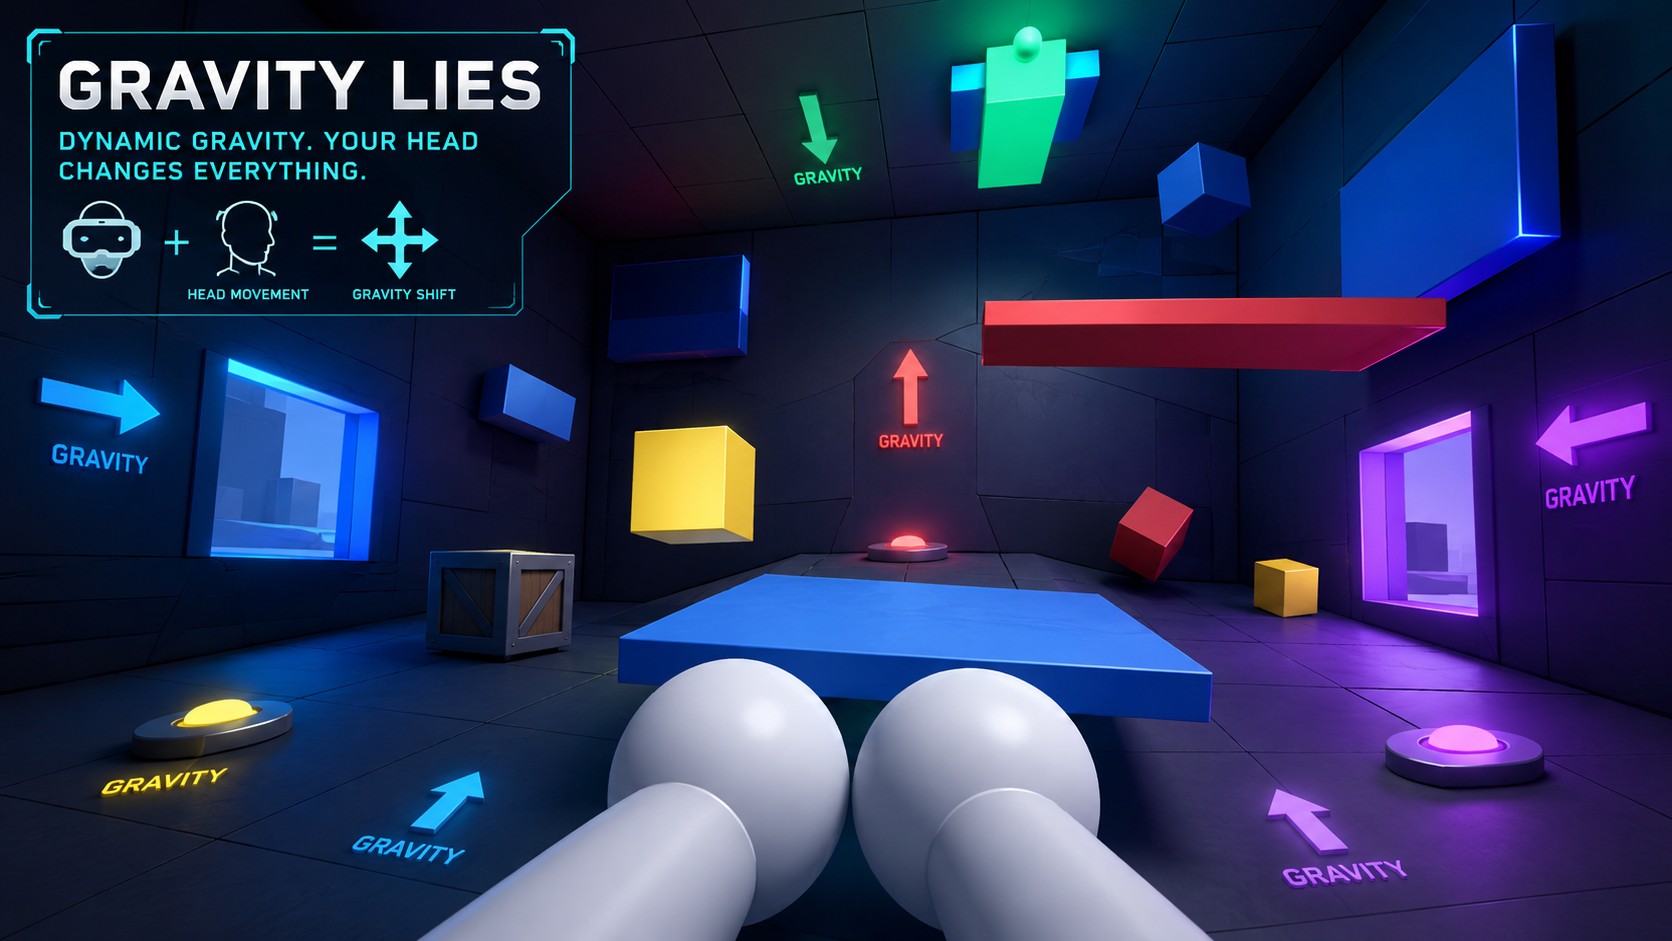 GRAVITY LIES
DYNAMIC GRAVITY. YOUR HEAD
CHANGES EVERYTHING.
+ =
HEAD MOVEMENT
GRAVITY SHIFT
GRAVITY
GRAVITY
GRAVITY
GRAVITY
GRAVITY
GRAVITY
GRAVITY